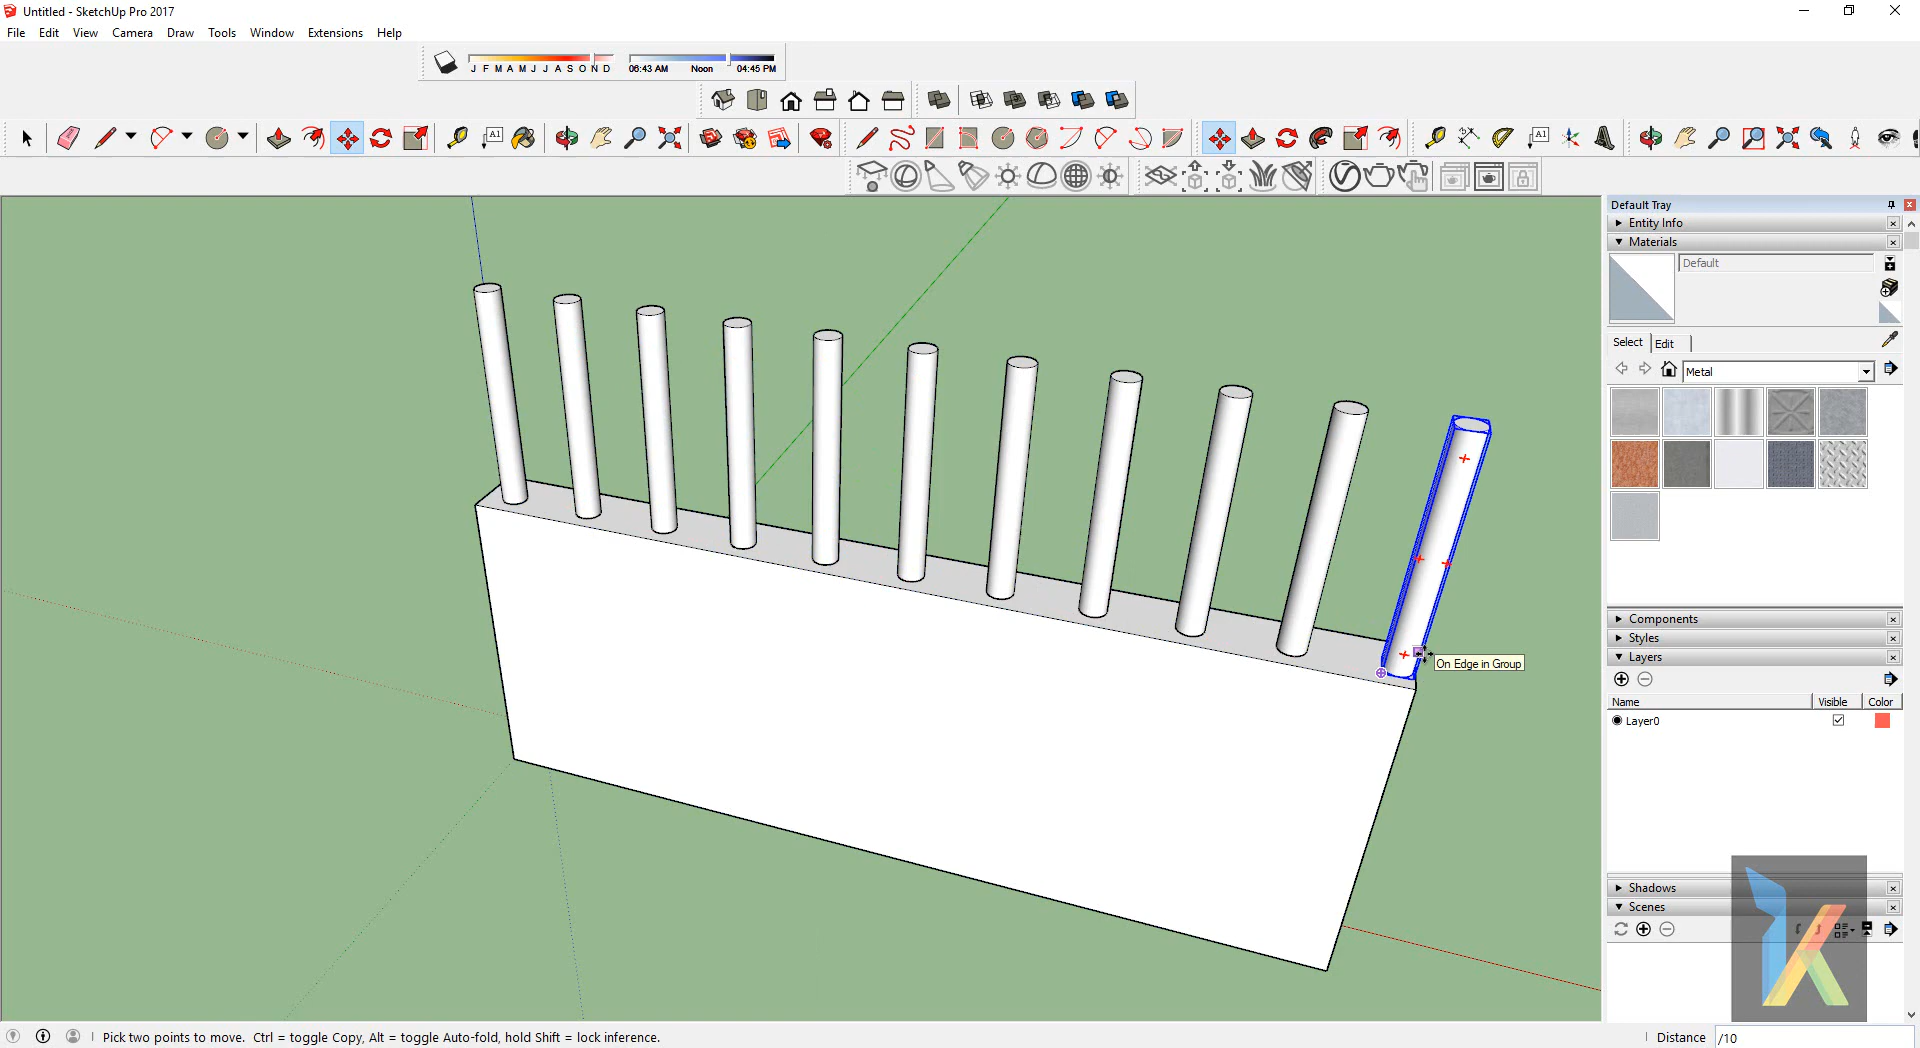 Untitled - SketchUp Pro 2017
File Edit View Camera Draw Tools Window Extensions Help
J F M A M J J A S O N D
06:43 AM Noon 04:45 PM
A1
A1
Default Tray
Entity Info
Materials
Default
Select Edit
Metal
On Edge in Group
Components
Styles
Layers
Name Visible Color
Layer0
Shadows
Scenes
Pick two points to move. Ctrl = toggle Copy, Alt = toggle Auto-fold, hold Shift = lock inference.
Distance /10